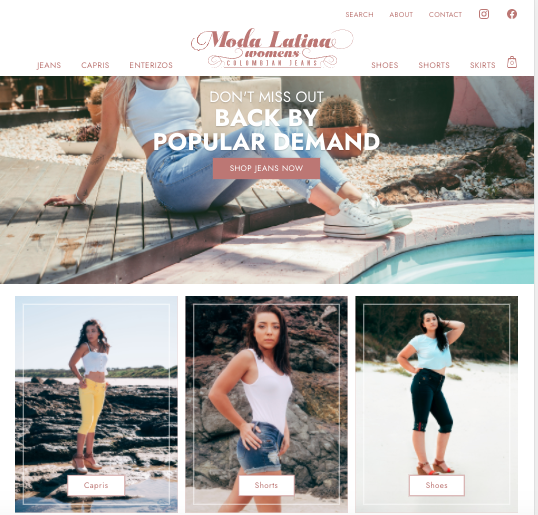 SEARCH ABOUT CONTACT
Moda Latina
womens
COLOMBIAN JEANS
JEANS CAPRIS ENTERIZOS SHOES SHORTS SKIRTS
DON'T MISS OUT
BACK BY
POPULAR DEMAND
SHOP JEANS NOW
Capris Shorts Shoes